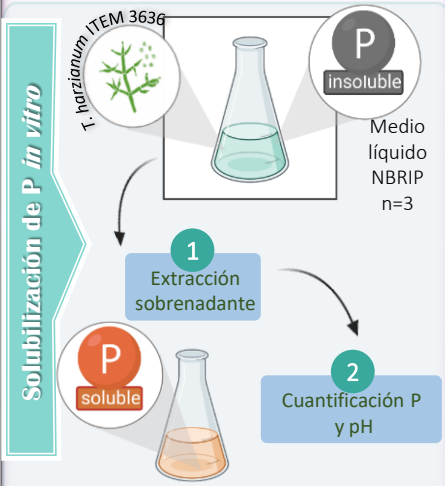 Solubilización de P in vitro
T. harzianum ITEM 3636
P
insoluble
Medio
líquido
NBRIP
n=3
1
Extracción
sobrenadante
P
soluble
2
Cuantificación P
y pH